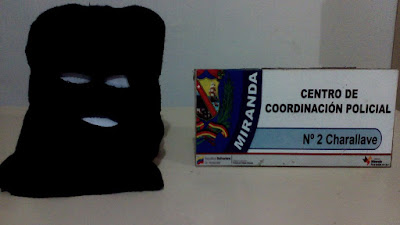 MIRANDA
CENTRO DE
COORDINACIÓN POLICIAL
Nº 2 Charallave